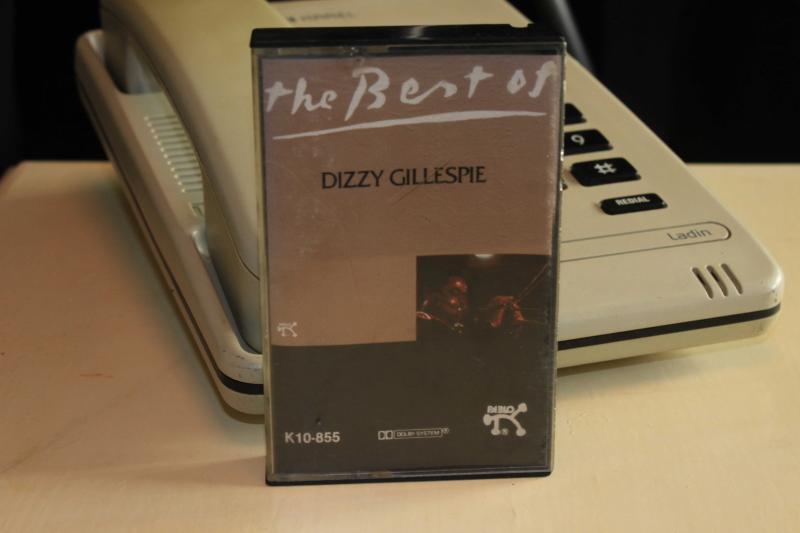 the Best of
DIZZY GILLESPIE
K10-855
DOLBY SYSTEM ®
PABLO
®
9
#
REDIAL
Ladin